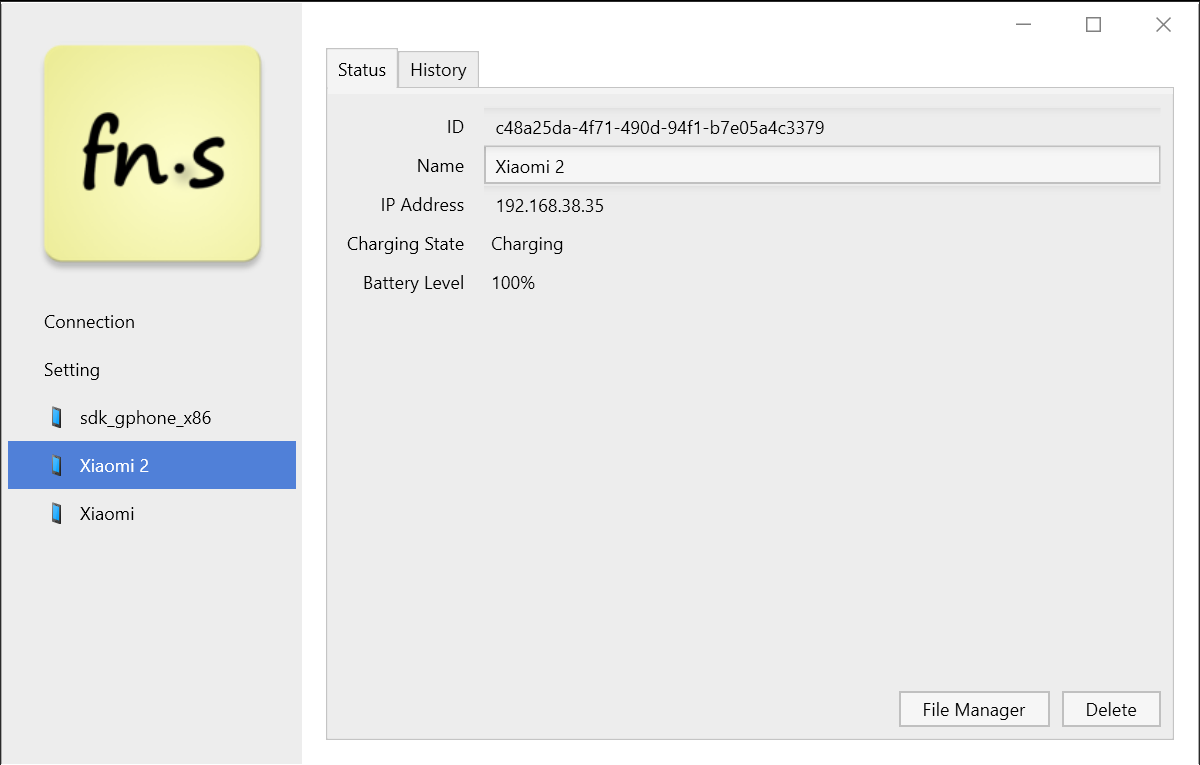 fn.s
Connection
Setting
sdk_gphone_x86
Xiaomi 2
Xiaomi
Status History
ID c48a25da-4f71-490d-94f1-b7e05a4c3379
Name Xiaomi 2
IP Address 192.168.38.35
Charging State Charging
Battery Level 100%
File Manager Delete